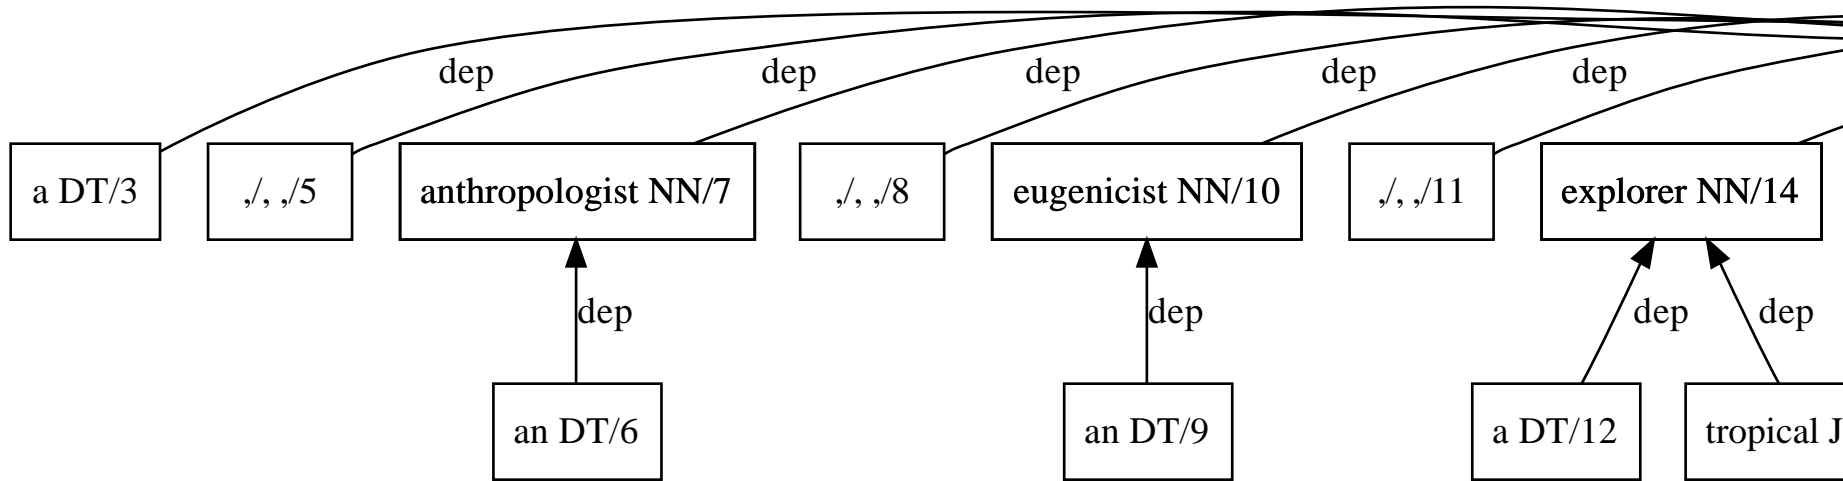 dep dep dep dep dep
a DT/3 ,/, ,/5 anthropologist NN/7 ,/, ,/8 eugenicist NN/10 ,/, ,/11 explorer NN/14
dep dep dep dep
an DT/6 an DT/9 a DT/12 tropical J